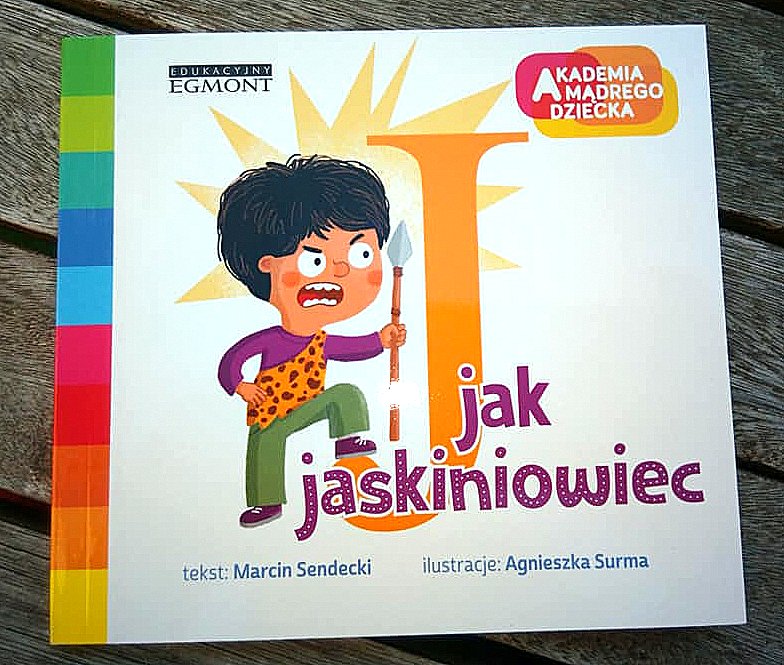 EDUKACYJNY
EGMONT
AKADEMIA
MĄDREGO
DZIECKA
J
jak
jaskiniowiec
tekst: Marcin Sendecki
ilustracje: Agnieszka Surma